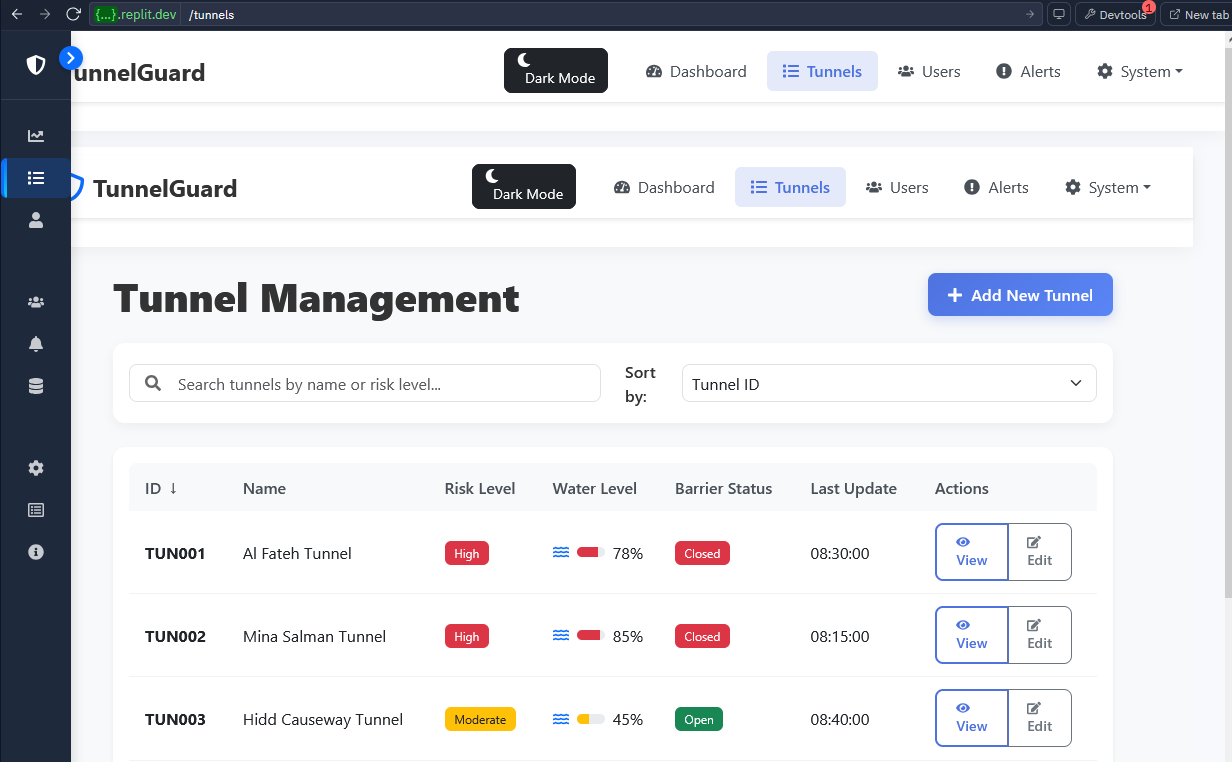 {...}.replit.dev /tunnels
Devtools 1
New tab
unnelGuard
Dark Mode
Dashboard
Tunnels
Users
Alerts
System
TunnelGuard
Dark Mode
Dashboard
Tunnels
Users
Alerts
System
Tunnel Management
Add New Tunnel
Search tunnels by name or risk level...
Sort
by:
Tunnel ID
ID ↓ Name Risk Level Water Level Barrier Status Last Update Actions
TUN001 Al Fateh Tunnel High 78% Closed 08:30:00 View Edit
TUN002 Mina Salman Tunnel High 85% Closed 08:15:00 View Edit
TUN003 Hidd Causeway Tunnel Moderate 45% Open 08:40:00 View Edit